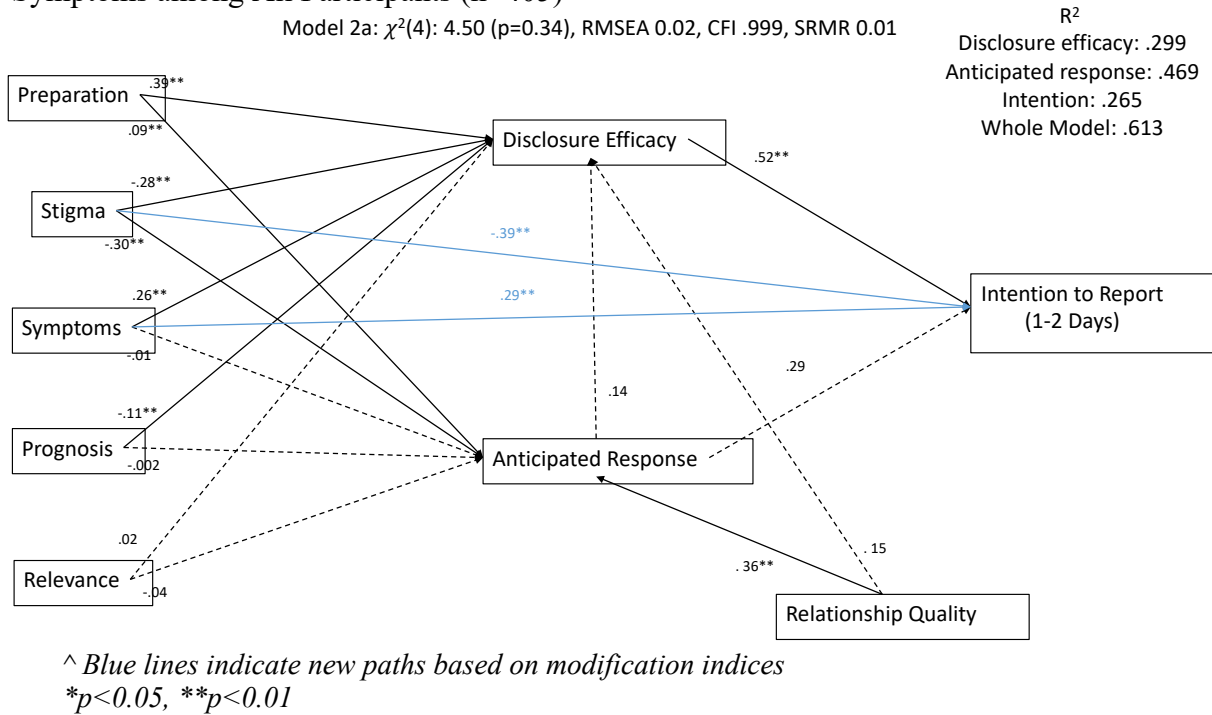 Model 2a: χ²(4): 4.50 (p=0.34), RMSEA 0.02, CFI .999, SRMR 0.01
R²
Disclosure efficacy: .299
Anticipated response: .469
Intention: .265
Whole Model: .613
Preparation
.39**
.09**
Disclosure Efficacy
.52**
-.28**
Stigma
-.30**
-.39**
.26**
.29**
Symptoms
-.01
Intention to Report
(1-2 Days)
.29
.14
-.11**
Prognosis
-.002
Anticipated Response
.02
. 15
Relevance
-.04
. 36**
Relationship Quality
^ Blue lines indicate new paths based on modification indices
*p<0.05, **p<0.01